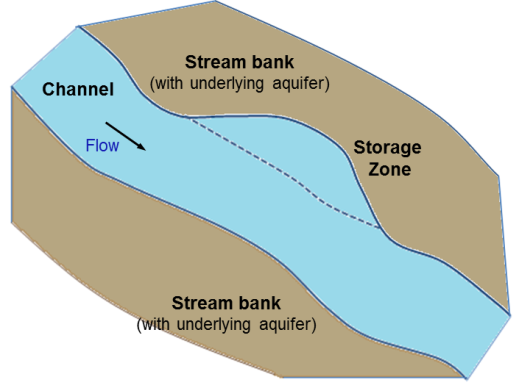 Stream bank
(with underlying aquifer)
Channel
Flow
Storage
Zone
Stream bank
(with underlying aquifer)